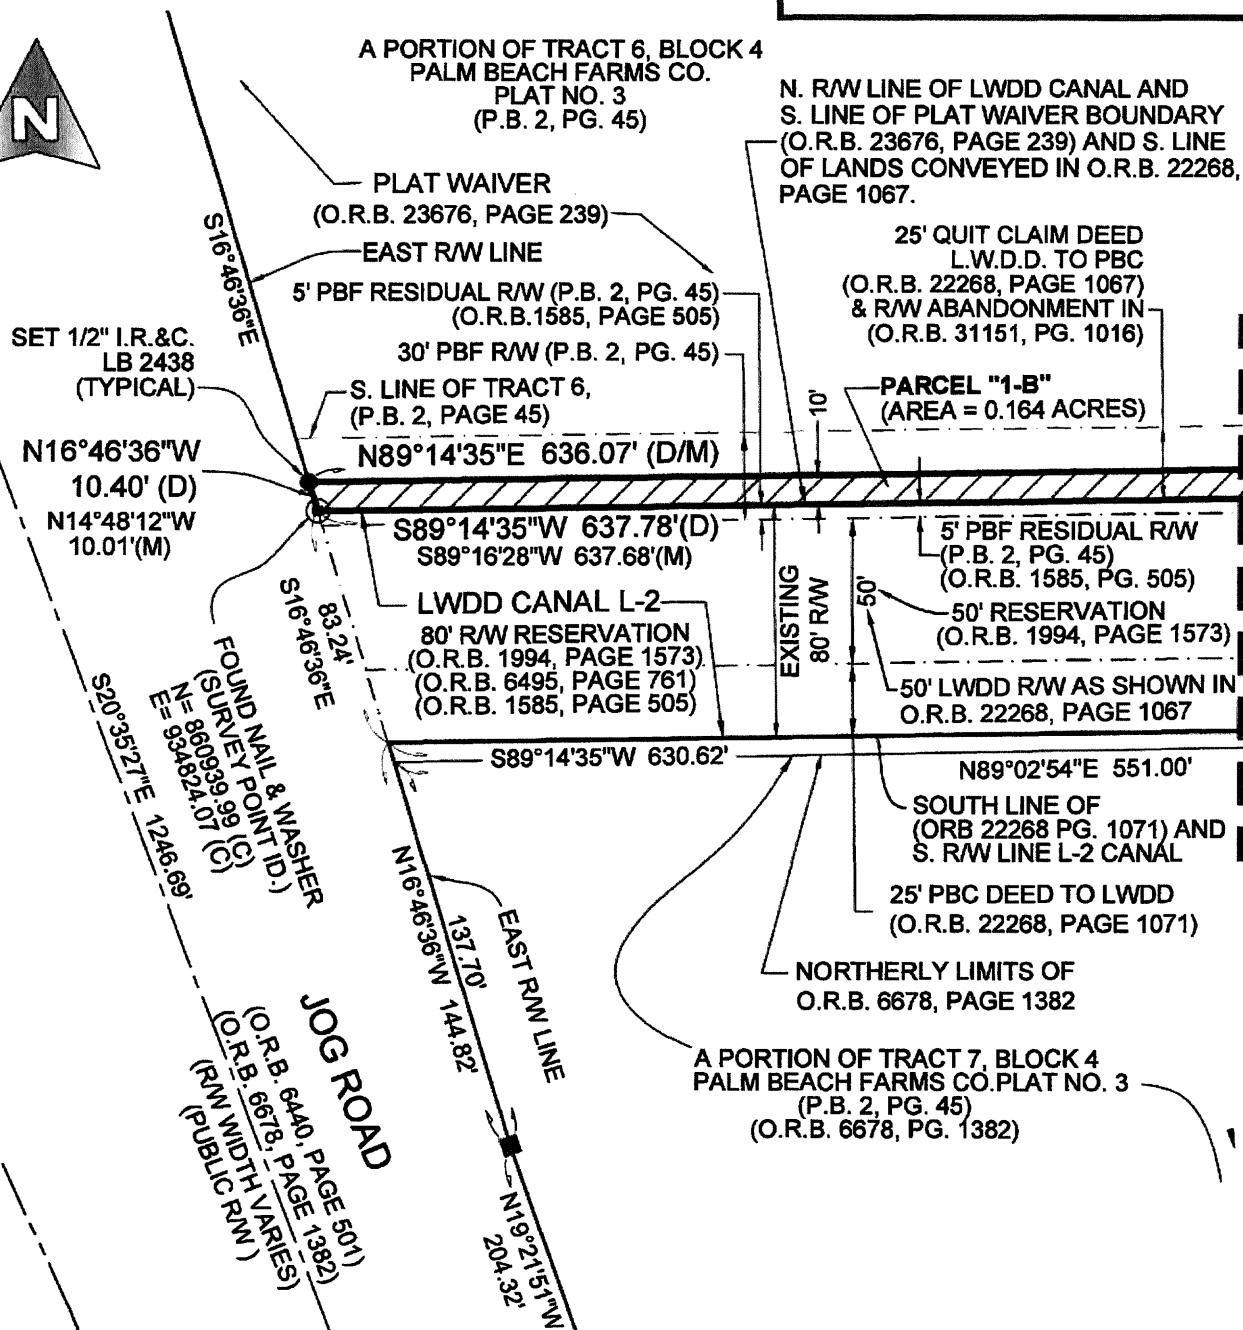 N
A PORTION OF TRACT 6, BLOCK 4
PALM BEACH FARMS CO.
PLAT NO. 3
(P.B. 2, PG. 45)
N. R/W LINE OF LWDD CANAL AND
S. LINE OF PLAT WAIVER BOUNDARY
(O.R.B. 23676, PAGE 239) AND S. LINE
OF LANDS CONVEYED IN O.R.B. 22268,
PAGE 1067.
PLAT WAIVER
(O.R.B. 23676, PAGE 239)
S16°46'36"E
EAST R/W LINE
25' QUIT CLAIM DEED
L.W.D.D. TO PBC
(O.R.B. 22268, PAGE 1067)
& R/W ABANDONMENT IN
(O.R.B. 31151, PG. 1016)
5' PBF RESIDUAL R/W (P.B. 2, PG. 45)
(O.R.B.1585, PAGE 505)
30' PBF R/W (P.B. 2, PG. 45)
SET 1/2" I.R.&C.
LB 2438
(TYPICAL)
S. LINE OF TRACT 6,
(P.B. 2, PAGE 45)
10'
PARCEL "1-B"
(AREA = 0.164 ACRES)
N16°46'36"W
10.40' (D)
N14°48'12"W
10.01'(M)
N89°14'35"E 636.07' (D/M)
S89°14'35"W 637.78'(D)
S89°16'28"W 637.68'(M)
5' PBF RESIDUAL R/W
(P.B. 2, PG. 45)
(O.R.B. 1585, PG. 505)
83.24'
S16°46'36"E
LWDD CANAL L-2
80' R/W RESERVATION
(O.R.B. 1994, PAGE 1573)
(O.R.B. 6495, PAGE 761)
(O.R.B. 1585, PAGE 505)
EXISTING
80' R/W
50'
50' RESERVATION
(O.R.B. 1994, PAGE 1573)
50' LWDD R/W AS SHOWN IN
O.R.B. 22268, PAGE 1067
FOUND NAIL & WASHER
(SURVEY POINT ID.)
N= 860939.99 (C)
E= 934824.07 (C)
S20°35'27"E 1246.69'
S89°14'35"W 630.62'
N89°02'54"E 551.00'
SOUTH LINE OF
(ORB 22268 PG. 1071) AND
S. R/W LINE L-2 CANAL
25' PBC DEED TO LWDD
(O.R.B. 22268, PAGE 1071)
137.70'
N16°46'36"W 144.82'
EAST R/W LINE
NORTHERLY LIMITS OF
O.R.B. 6678, PAGE 1382
A PORTION OF TRACT 7, BLOCK 4
PALM BEACH FARMS CO.PLAT NO. 3
(P.B. 2, PG. 45)
(O.R.B. 6678, PG. 1382)
JOG ROAD
(O.R.B. 6440, PAGE 501)
(O.R.B. 6678, PAGE 1382)
(R/W WIDTH VARIES)
(PUBLIC R/W )
N19°21'51"W
204.32'